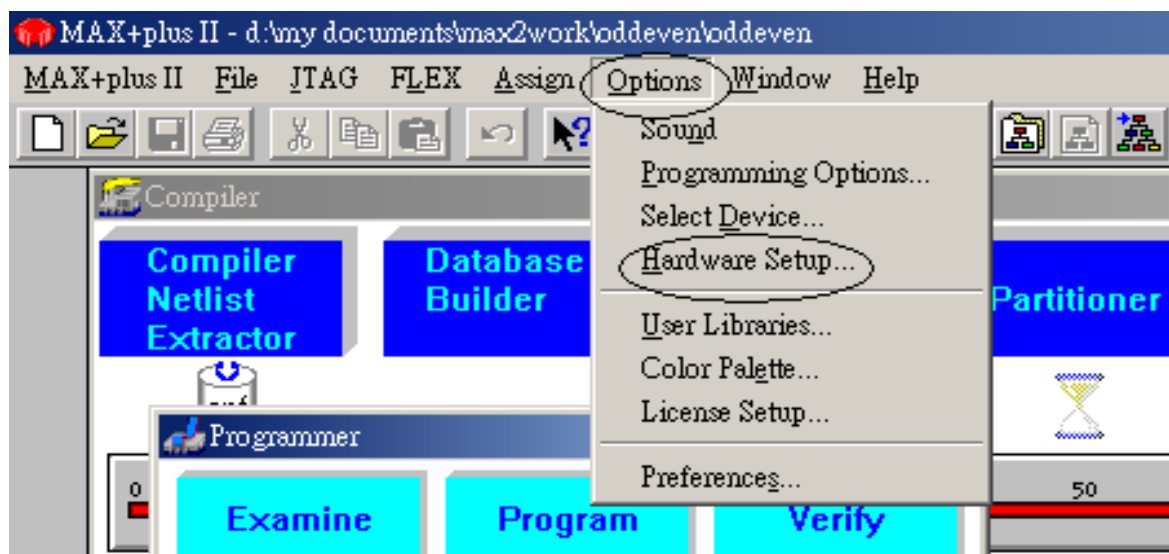 MAX+plus II - d:\my documents\max2work\oddeven\oddeven
MAX+plus II File JTAG FLEX Assign Options Window Help
Sound
Programming Options...
Select Device...
Hardware Setup...
User Libraries...
Color Palette...
License Setup...
Preferences...
Compiler
Compiler
Netlist
Extractor
Database
Builder
Partitioner
Programmer
0
50
Examine
Program
Verify